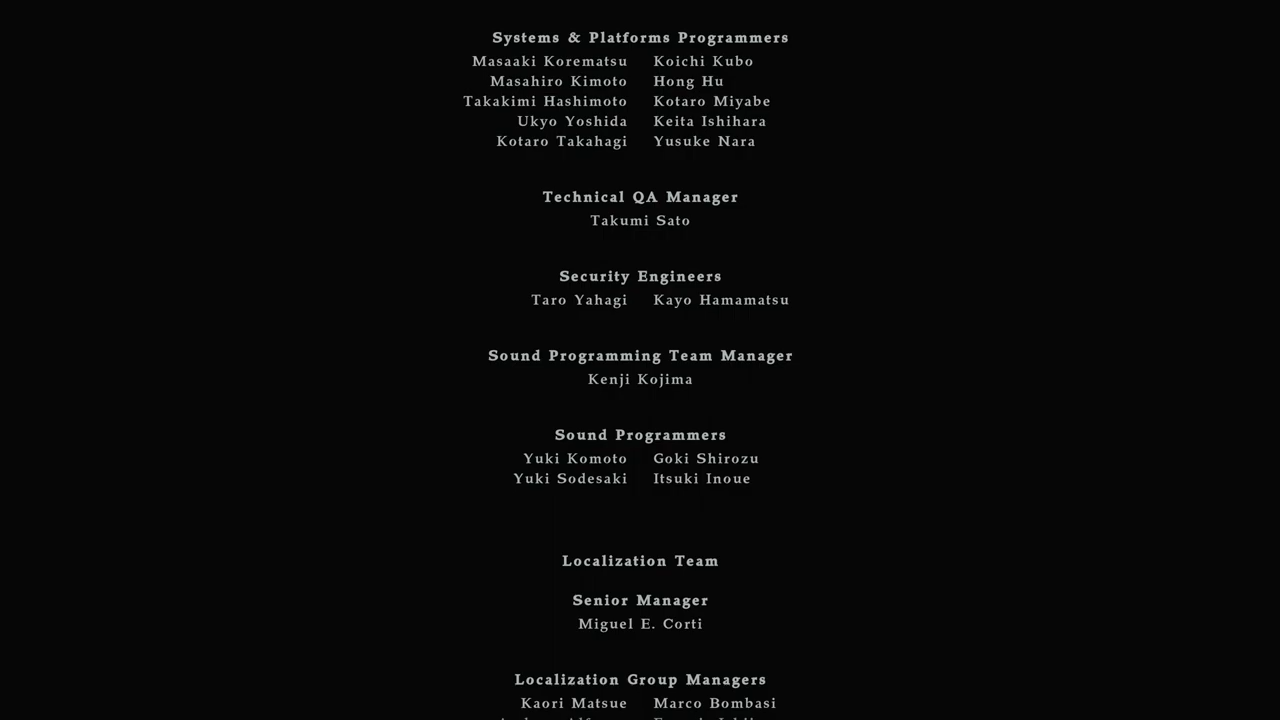 Systems & Platforms Programmers
Masaaki Korematsu Koichi Kubo
Masahiro Kimoto Hong Hu
Takakimi Hashimoto Kotaro Miyabe
Ukyo Yoshida Keita Ishihara
Kotaro Takahagi Yusuke Nara
Technical QA Manager
Takumi Sato
Security Engineers
Taro Yahagi Kayo Hamamatsu
Sound Programming Team Manager
Kenji Kojima
Sound Programmers
Yuki Komoto Goki Shirozu
Yuki Sodesaki Itsuki Inoue
Localization Team
Senior Manager
Miguel E. Corti
Localization Group Managers
Kaori Matsue Marco Bombasi